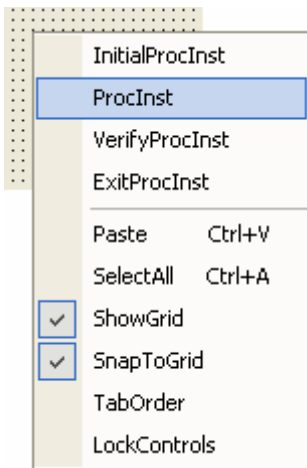 InitialProcInst
ProcInst
VerifyProcInst
ExitProcInst
Paste Ctrl+V
SelectAll Ctrl+A
ShowGrid
SnapToGrid
TabOrder
LockControls